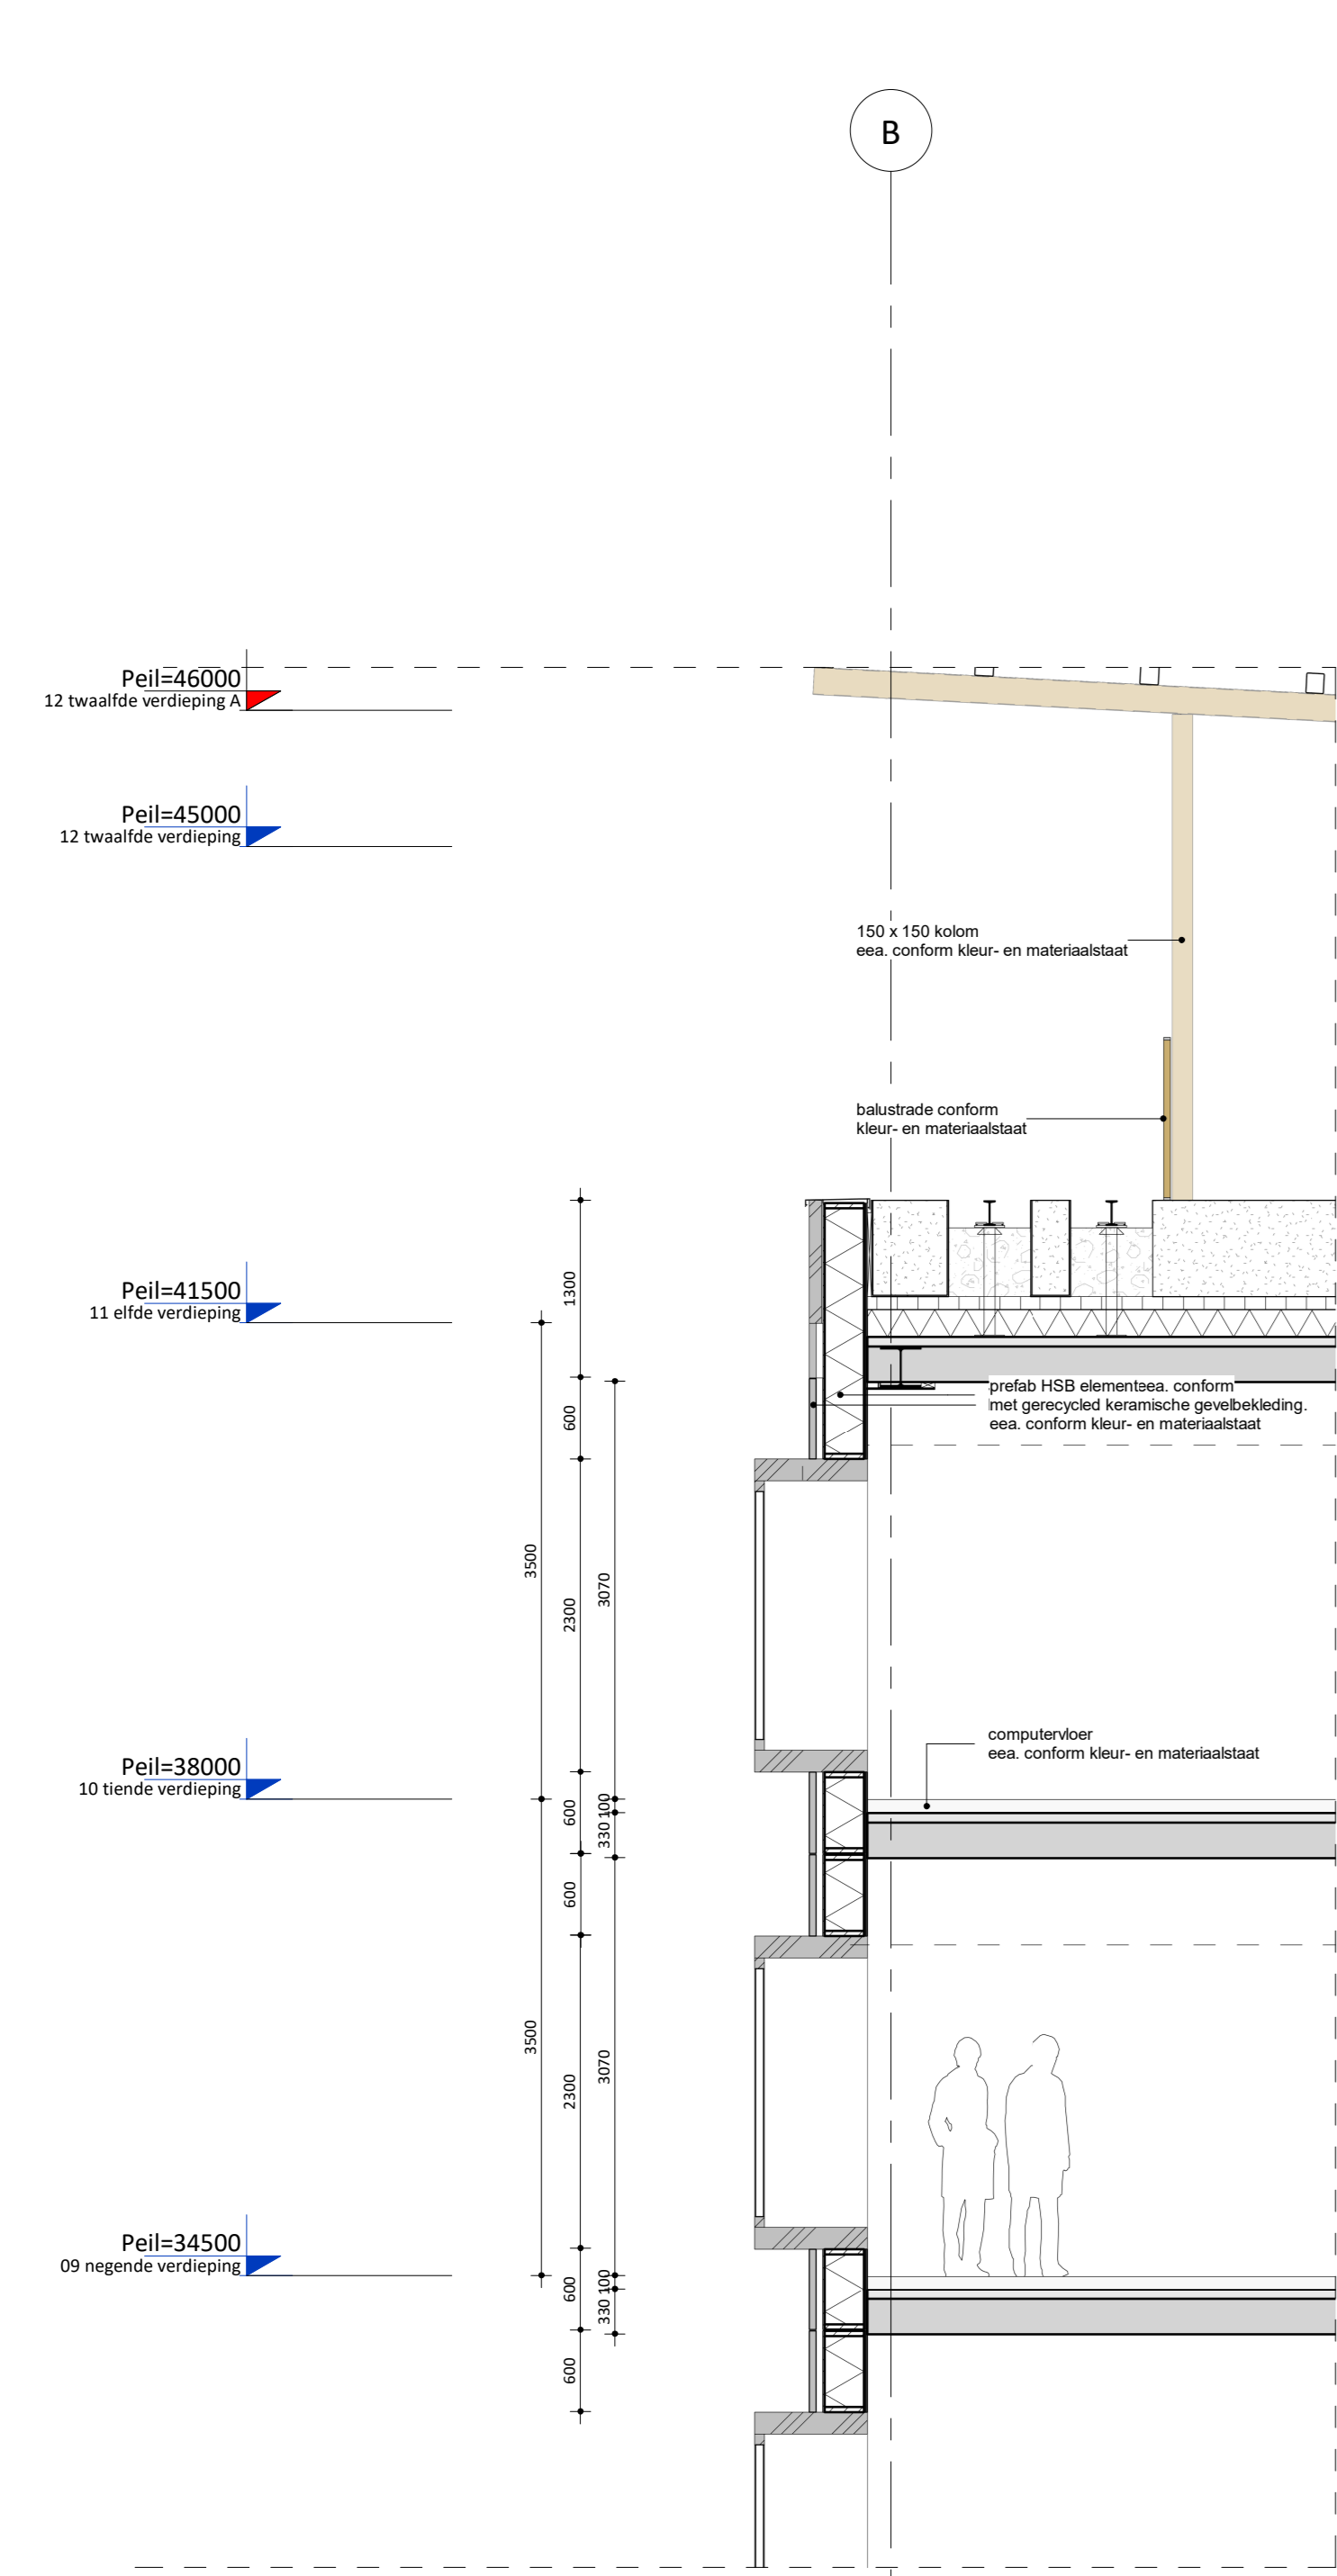 B
Peil=46000
12 twaalfde verdieping A
Peil=45000
12 twaalfde verdieping
150 x 150 kolom
eea. conform kleur- en materiaalstaat
balustrade conform
kleur- en materiaalstaat
1300
Peil=41500
11 elfde verdieping
prefab HSB elementeea. conform
met gerecycled keramische gevelbekleding.
eea. conform kleur- en materiaalstaat
600
3500
2300
3070
computervloer
eea. conform kleur- en materiaalstaat
Peil=38000
10 tiende verdieping
600
330 100
600
3500
2300
3070
Peil=34500
09 negende verdieping
600
330 100
600